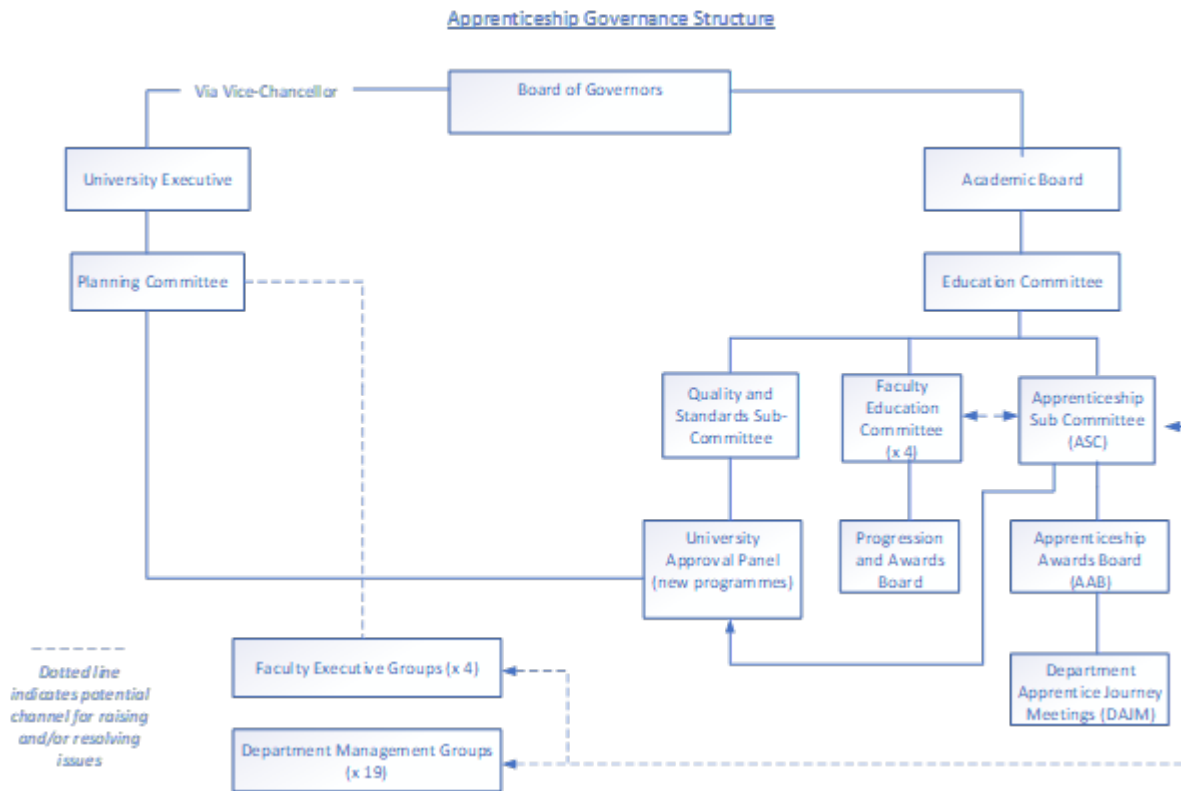 Apprenticeship Governance Structure
Via Vice-Chancellor
Board of Governors
University Executive
Academic Board
Planning Committee
Education Committee
Quality and
Standards Sub-
Committee
Faculty
Education
Committee
(x 4)
Apprenticeship
Sub Committee
(ASC)
University
Approval Panel
(new programmes)
Progression
and Awards
Board
Apprenticeship
Awards Board
(AAB)
Dotted line
indicates potential
channel for raising
and/or resolving
issues
Faculty Executive Groups (x 4)
Department
Apprentice Journey
Meetings (DAJM)
Department Management Groups
(x 19)